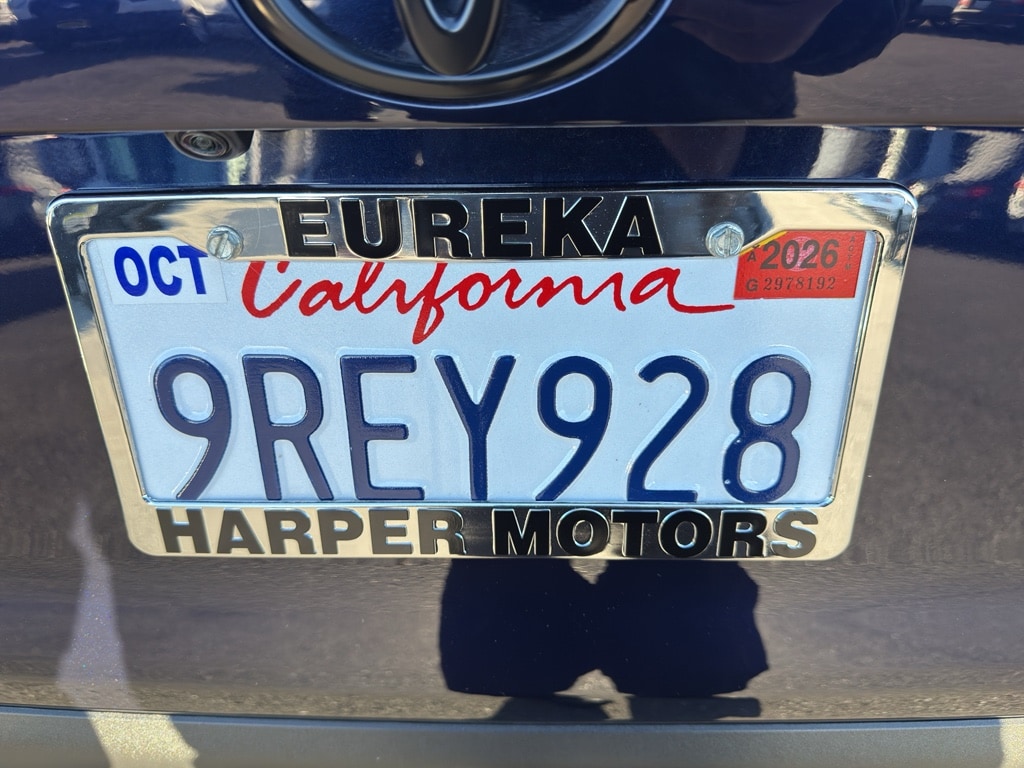 EUREKA
OCT
California
2026
G 2978192
9REY928
HARPER MOTORS